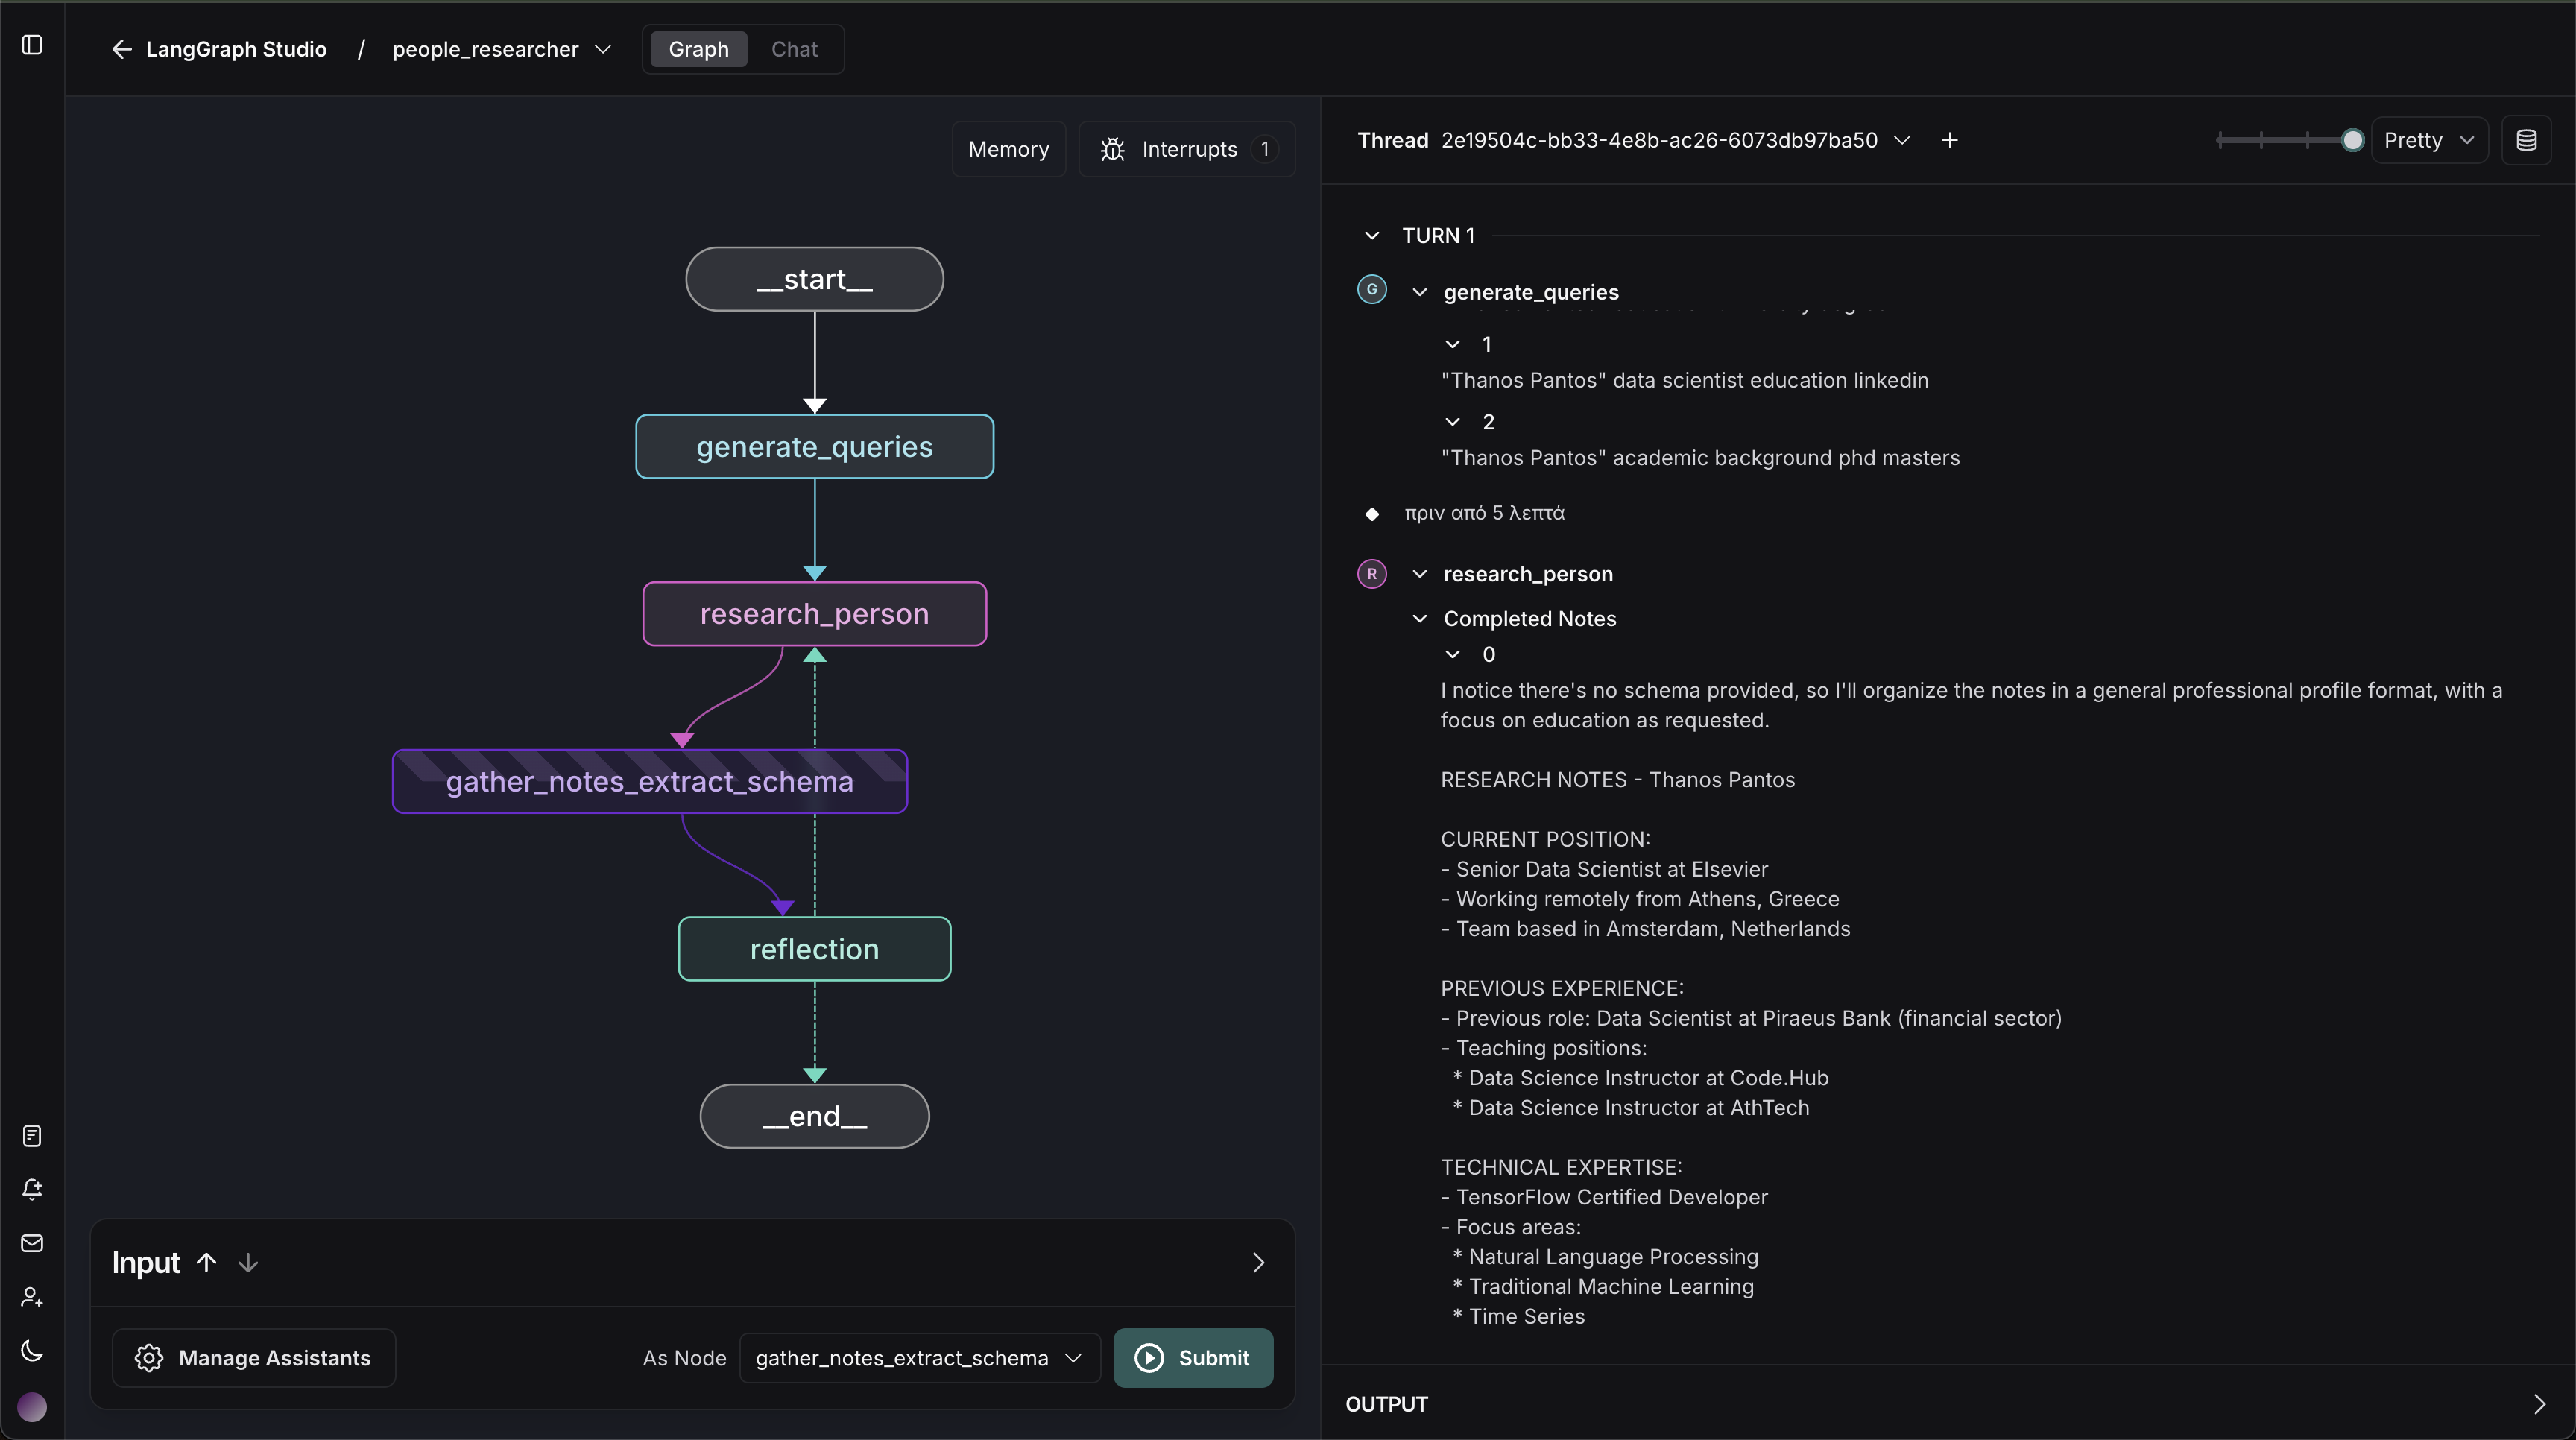 LangGraph Studio / people_researcher
Graph Chat
Memory
Interrupts 1
__start__
generate_queries
research_person
gather_notes_extract_schema
reflection
__end__
Input
Manage Assistants
As Node gather_notes_extract_schema
Submit
Thread 2e19504c-bb33-4e8b-ac26-6073db97ba50
Pretty
TURN 1
G generate_queries
1
"Thanos Pantos" data scientist education linkedin
2
"Thanos Pantos" academic background phd masters
πριν από 5 λεπτά
R research_person
Completed Notes
0
I notice there's no schema provided, so I'll organize the notes in a general professional profile format, with a
focus on education as requested.
RESEARCH NOTES - Thanos Pantos
CURRENT POSITION:
- Senior Data Scientist at Elsevier
- Working remotely from Athens, Greece
- Team based in Amsterdam, Netherlands
PREVIOUS EXPERIENCE:
- Previous role: Data Scientist at Piraeus Bank (financial sector)
- Teaching positions:
* Data Science Instructor at Code.Hub
* Data Science Instructor at AthTech
TECHNICAL EXPERTISE:
- TensorFlow Certified Developer
- Focus areas:
* Natural Language Processing
* Traditional Machine Learning
* Time Series
OUTPUT